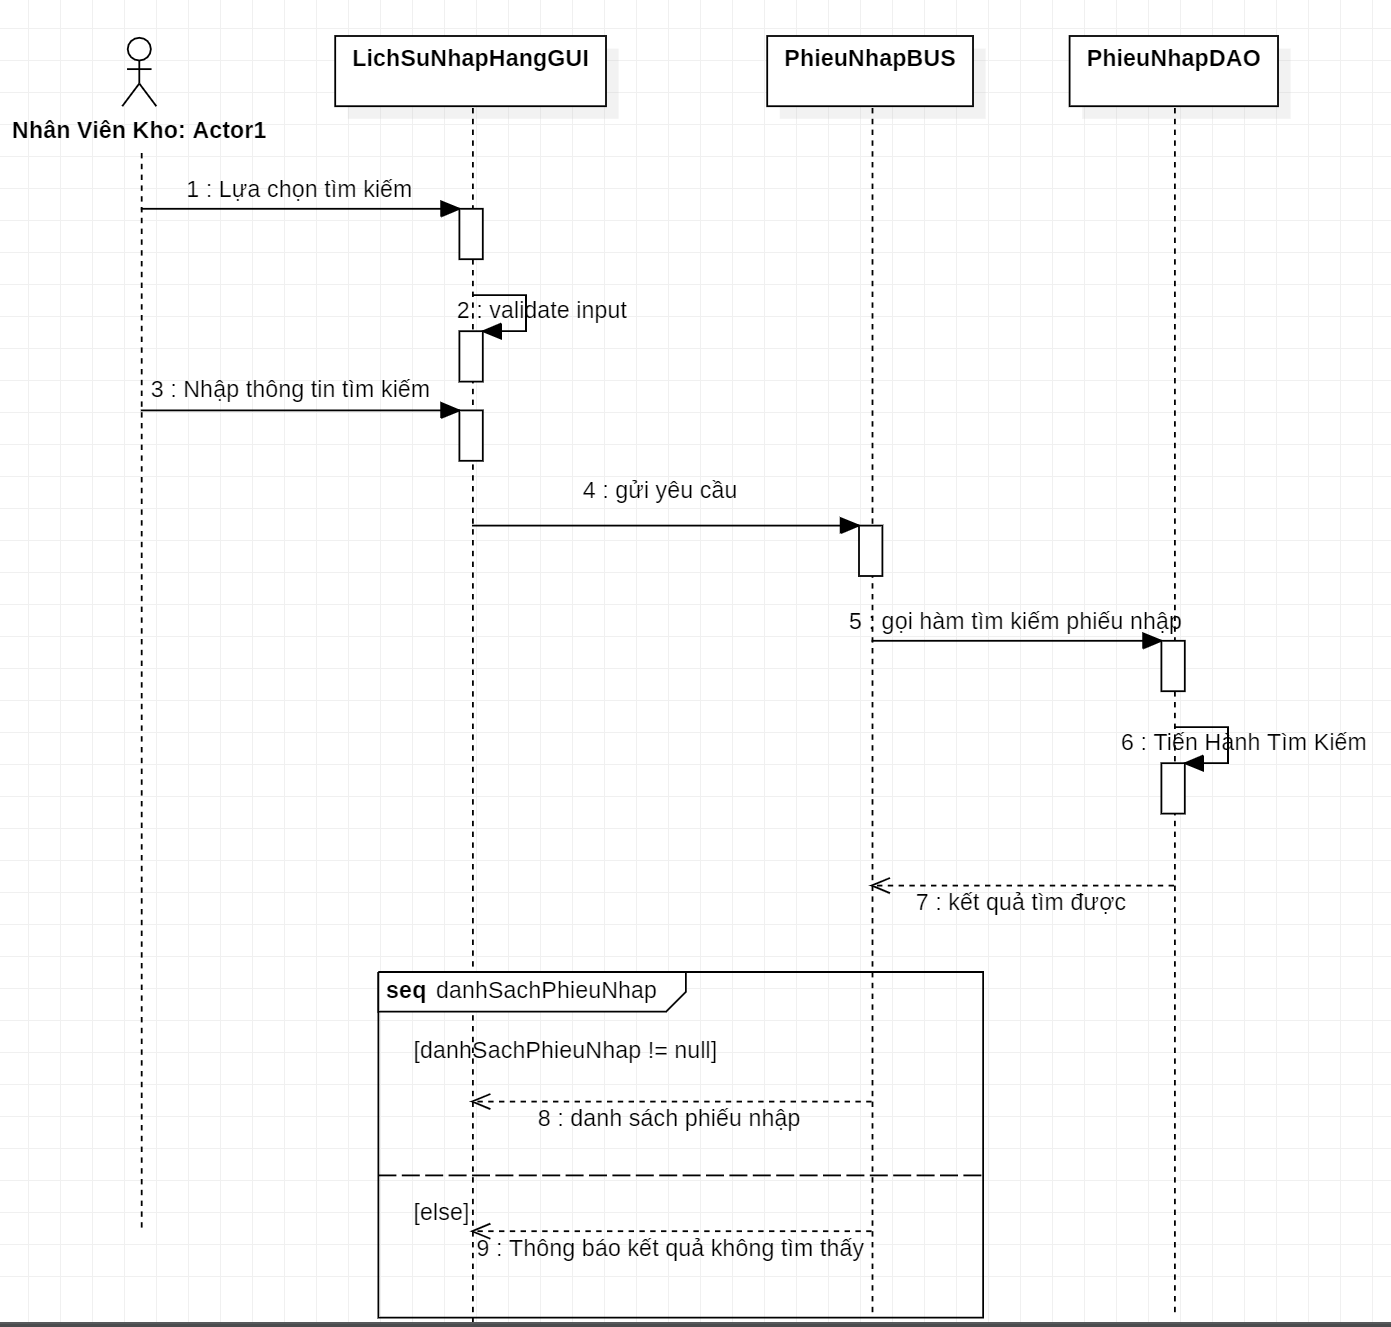 LichSuNhapHangGUI
PhieuNhapBUS
PhieuNhapDAO
Nhân Viên Kho: Actor1
1 : Lựa chọn tìm kiếm
2 : validate input
3 : Nhập thông tin tìm kiếm
4 : gửi yêu cầu
5 : gọi hàm tìm kiếm phiếu nhập
6 : Tiến Hành Tìm Kiếm
7 : kết quả tìm được
seq danhSachPhieuNhap
[danhSachPhieuNhap != null]
8 : danh sách phiếu nhập
[else]
9 : Thông báo kết quả không tìm thấy